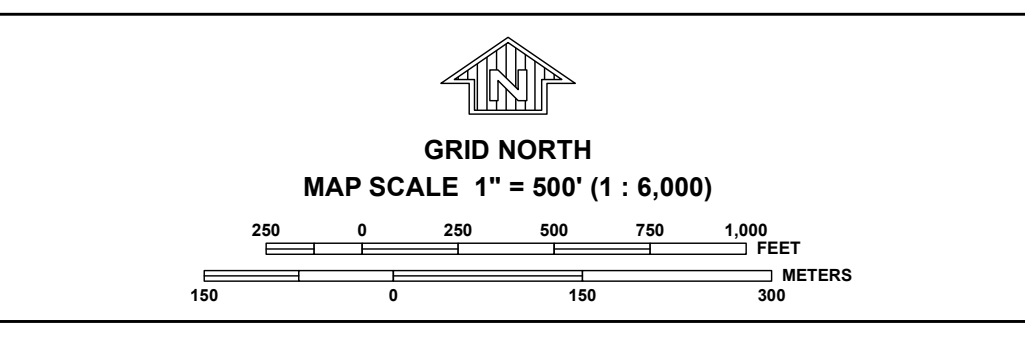 N
GRID NORTH
MAP SCALE 1" = 500' (1 : 6,000)
250 0 250 500 750 1,000
FEET
METERS
150 0 150 300